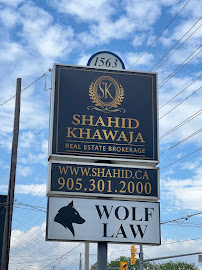 1563
SK
SHAHID
KHAWAJA
REAL ESTATE BROKERAGE
WWW.SHAHID.CA
905.301.2000
WOLF
LAW